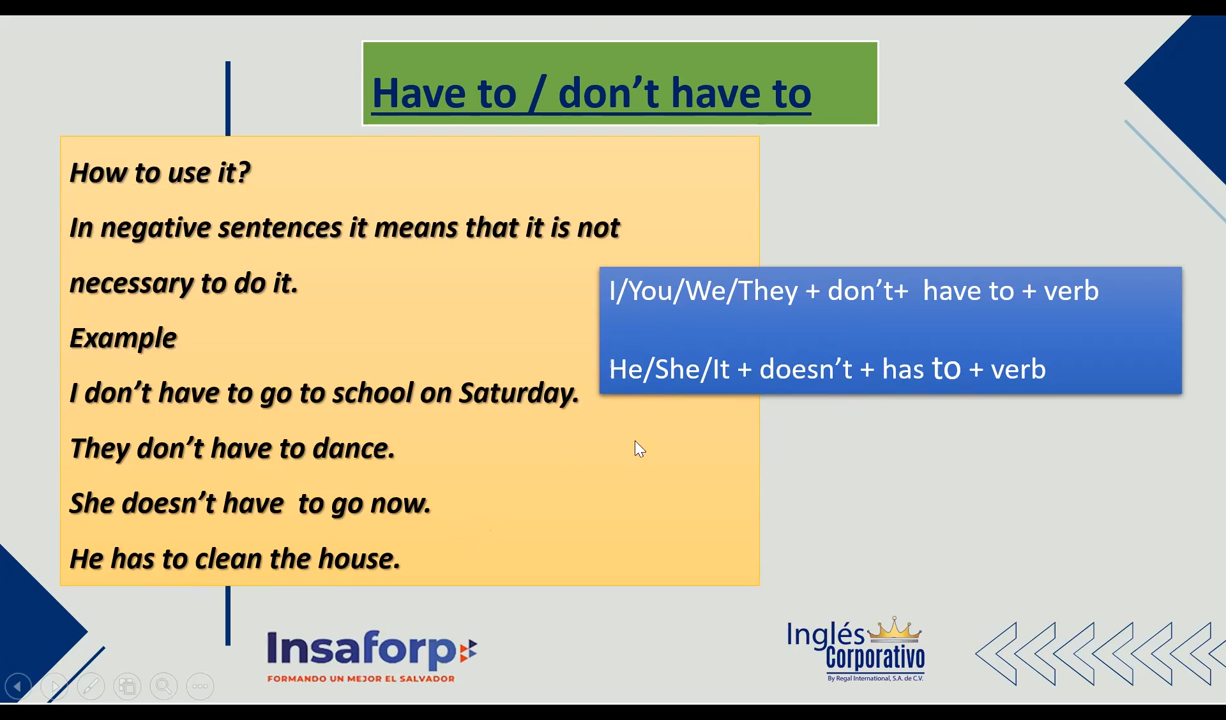 Have to / don’t have to
How to use it?
In negative sentences it means that it is not
necessary to do it.
Example
I don’t have to go to school on Saturday.
They don’t have to dance.
She doesn’t have  to go now.
He has to clean the house.
I/You/We/They + don’t+  have to + verb
He/She/It + doesn’t + has to + verb
Insaforp
FORMANDO UN MEJOR EL SALVADOR
Inglés
Corporativo
By Regal International, S.A. de C.V.